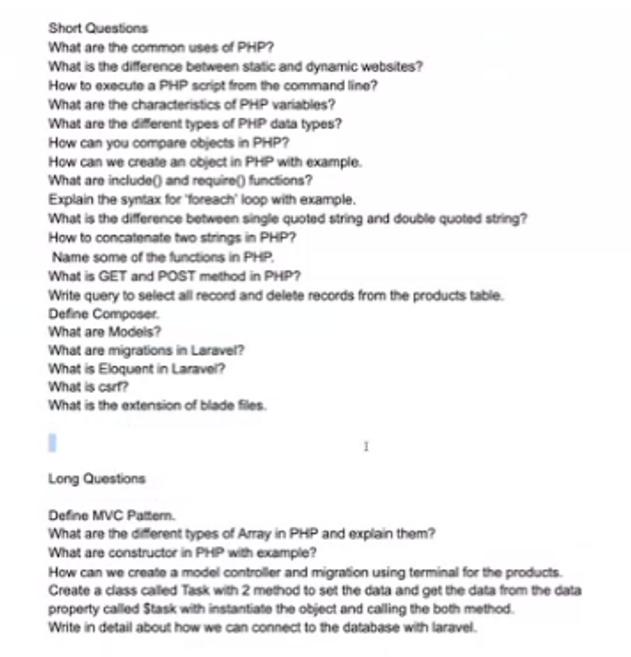 Short Questions
What are the common uses of PHP?
What is the difference between static and dynamic websites?
How to execute a PHP script from the command line?
What are the characteristics of PHP variables?
What are the different types of PHP data types?
How can you compare objects in PHP?
How can we create an object in PHP with example.
What are include() and require() functions?
Explain the syntax for 'foreach' loop with example.
What is the difference between single quoted string and double quoted string?
How to concatenate two strings in PHP?
Name some of the functions in PHP.
What is GET and POST method in PHP?
Write query to select all record and delete records from the products table.
Define Composer.
What are Models?
What are migrations in Laravel?
What is Eloquent in Laravel?
What is csrf?
What is the extension of blade files.
Long Questions
Define MVC Pattern.
What are the different types of Array in PHP and explain them?
What are constructor in PHP with example?
How can we create a model controller and migration using terminal for the products.
Create a class called Task with 2 method to set the data and get the data from the data
property called $task with instantiate the object and calling the both method.
Write in detail about how we can connect to the database with laravel.